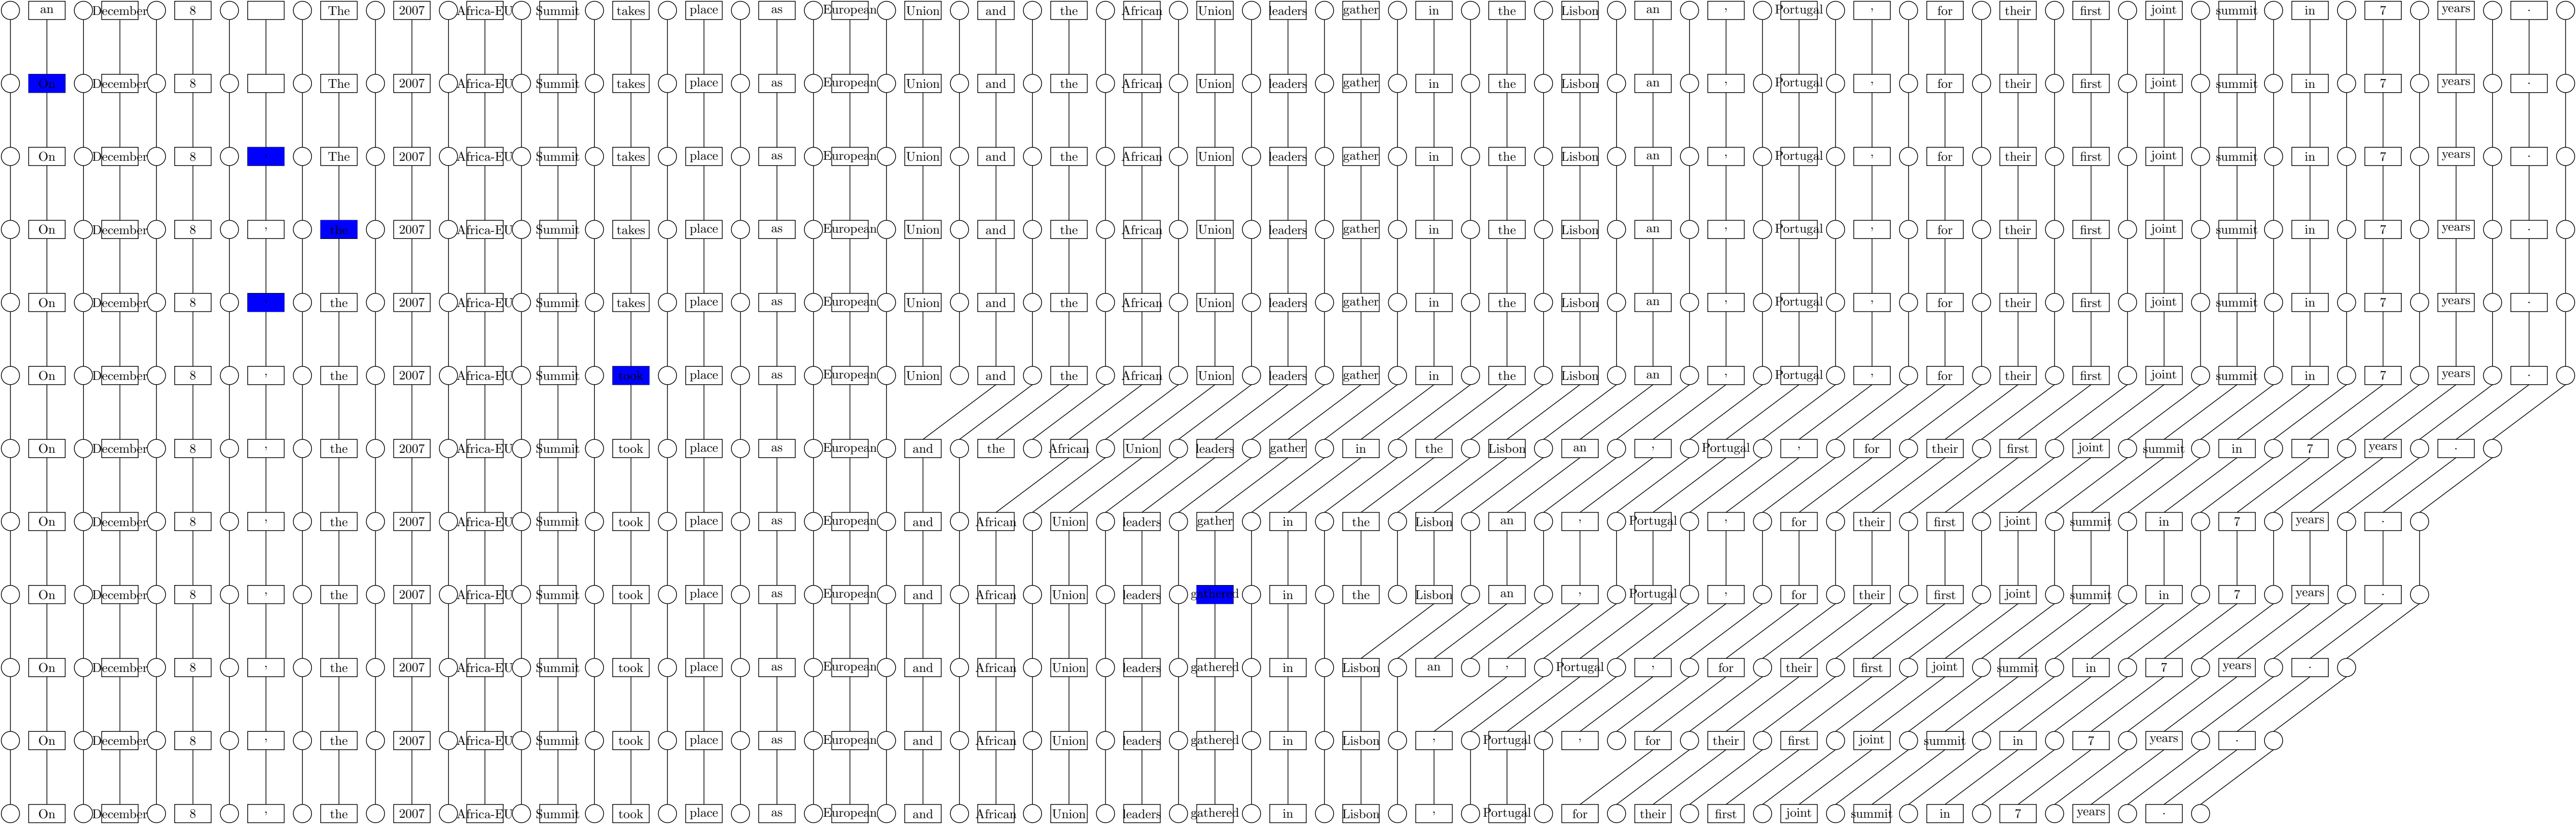 an December 8 The 2007 Africa-EU Summit takes place as European Union and the African Union leaders gather in the Lisbon an , Portugal , for their first joint summit in 7 years .
On December 8 The 2007 Africa-EU Summit takes place as European Union and the African Union leaders gather in the Lisbon an , Portugal , for their first joint summit in 7 years .
On December 8 The 2007 Africa-EU Summit takes place as European Union and the African Union leaders gather in the Lisbon an , Portugal , for their first joint summit in 7 years .
On December 8 , the 2007 Africa-EU Summit takes place as European Union and the African Union leaders gather in the Lisbon an , Portugal , for their first joint summit in 7 years .
On December 8 the 2007 Africa-EU Summit takes place as European Union and the African Union leaders gather in the Lisbon an , Portugal , for their first joint summit in 7 years .
On December 8 , the 2007 Africa-EU Summit took place as European Union and the African Union leaders gather in the Lisbon an , Portugal , for their first joint summit in 7 years .
On December 8 , the 2007 Africa-EU Summit took place as European and the African Union leaders gather in the Lisbon an , Portugal , for their first joint summit in 7 years .
On December 8 , the 2007 Africa-EU Summit took place as European and African Union leaders gather in the Lisbon an , Portugal , for their first joint summit in 7 years .
On December 8 , the 2007 Africa-EU Summit took place as European and African Union leaders gathered in the Lisbon an , Portugal , for their first joint summit in 7 years .
On December 8 , the 2007 Africa-EU Summit took place as European and African Union leaders gathered in Lisbon an , Portugal , for their first joint summit in 7 years .
On December 8 , the 2007 Africa-EU Summit took place as European and African Union leaders gathered in Lisbon , Portugal , for their first joint summit in 7 years .
On December 8 , the 2007 Africa-EU Summit took place as European and African Union leaders gathered in Lisbon , Portugal for their first joint summit in 7 years .